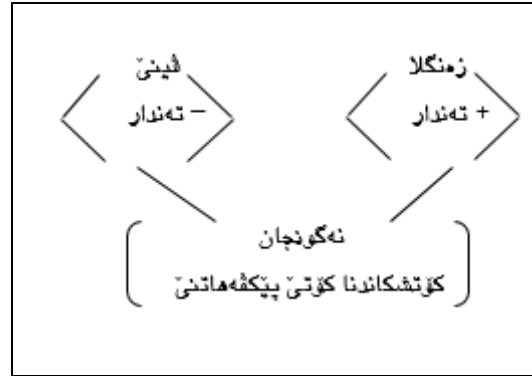 زەنگلا
ڤینێ
+ تەندار
– تەندار
نەگونجان
کۆتشکاندنا کۆتێ پێکڤەهاتنێ